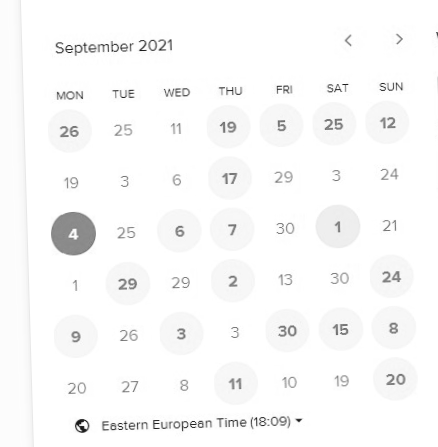 September 2021 < >
MON TUE WED THU FRI SAT SUN
26 25 11 19 5 25 12
19 3 6 17 29 3 24
4 25 6 7 30 1 21
1 29 29 2 13 30 24
9 26 3 3 30 15 8
20 27 8 11 10 19 20
Eastern European Time (18:09)